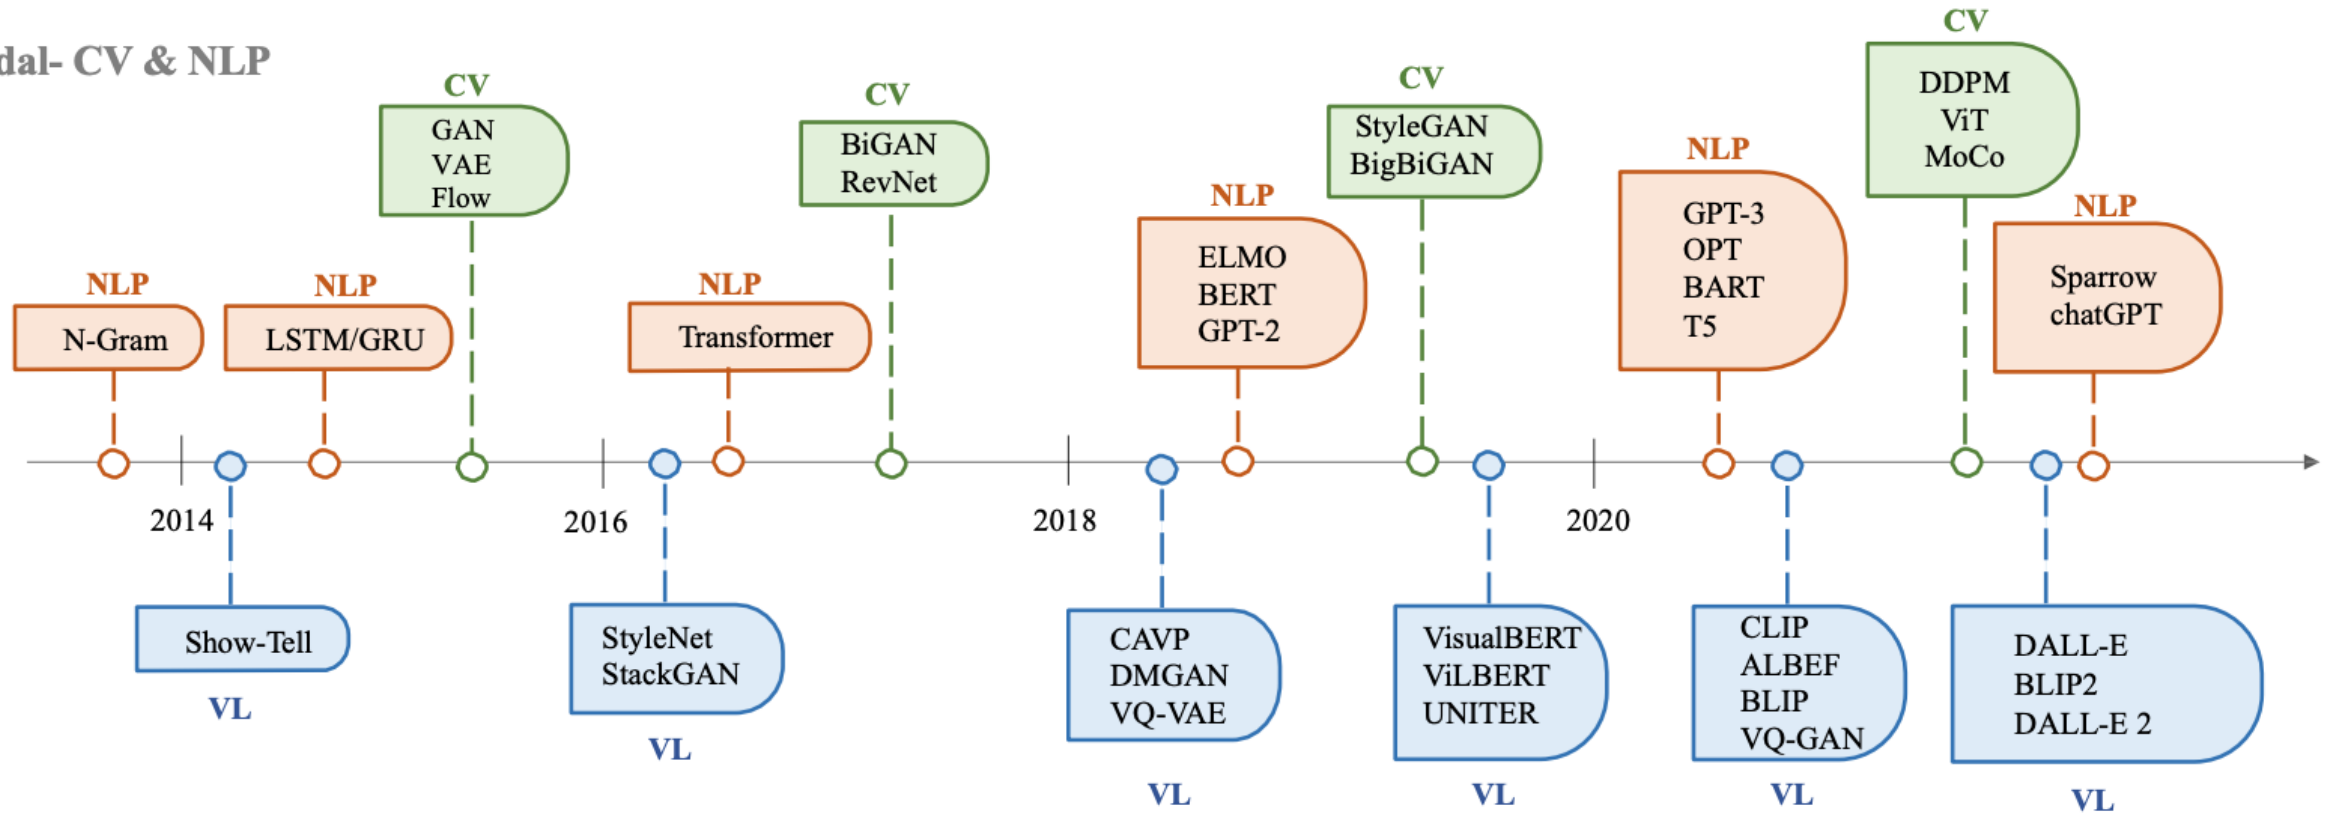 dal- CV & NLP
NLP
N-Gram
NLP
LSTM/GRU
CV
GAN
VAE
Flow
NLP
Transformer
CV
BiGAN
RevNet
NLP
ELMO
BERT
GPT-2
CV
StyleGAN
BigBiGAN
NLP
GPT-3
OPT
BART
T5
CV
DDPM
ViT
MoCo
NLP
Sparrow
chatGPT
2014
2016
2018
2020
Show-Tell
VL
StyleNet
StackGAN
VL
CAVP
DMGAN
VQ-VAE
VL
VisualBERT
ViLBERT
UNITER
VL
CLIP
ALBEF
BLIP
VQ-GAN
VL
DALL-E
BLIP2
DALL-E 2
VL